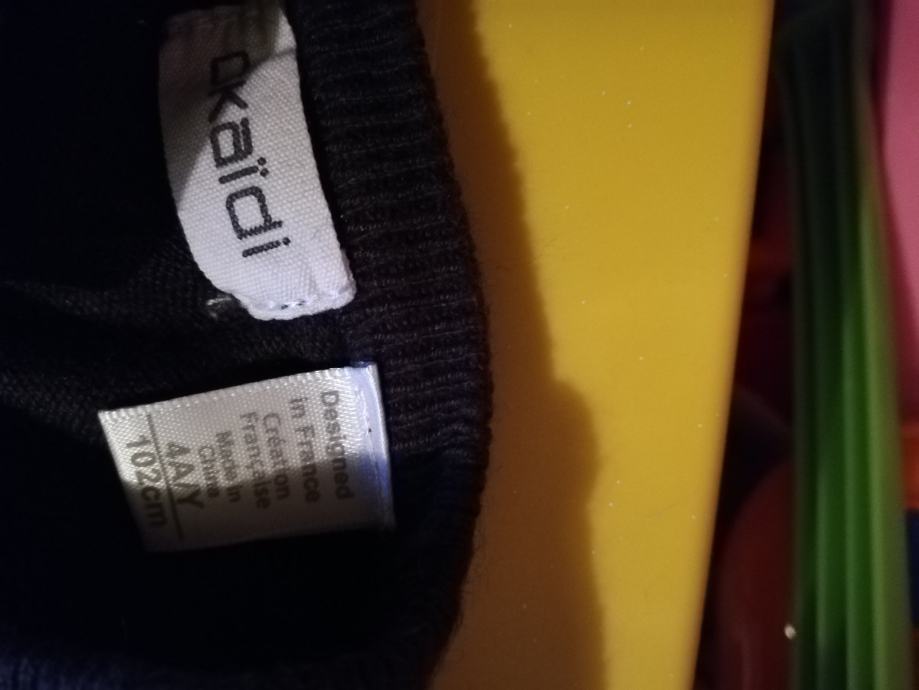 okaïdi
Designed
in France
Création
Française
Made in
China
4A/Y
102cm